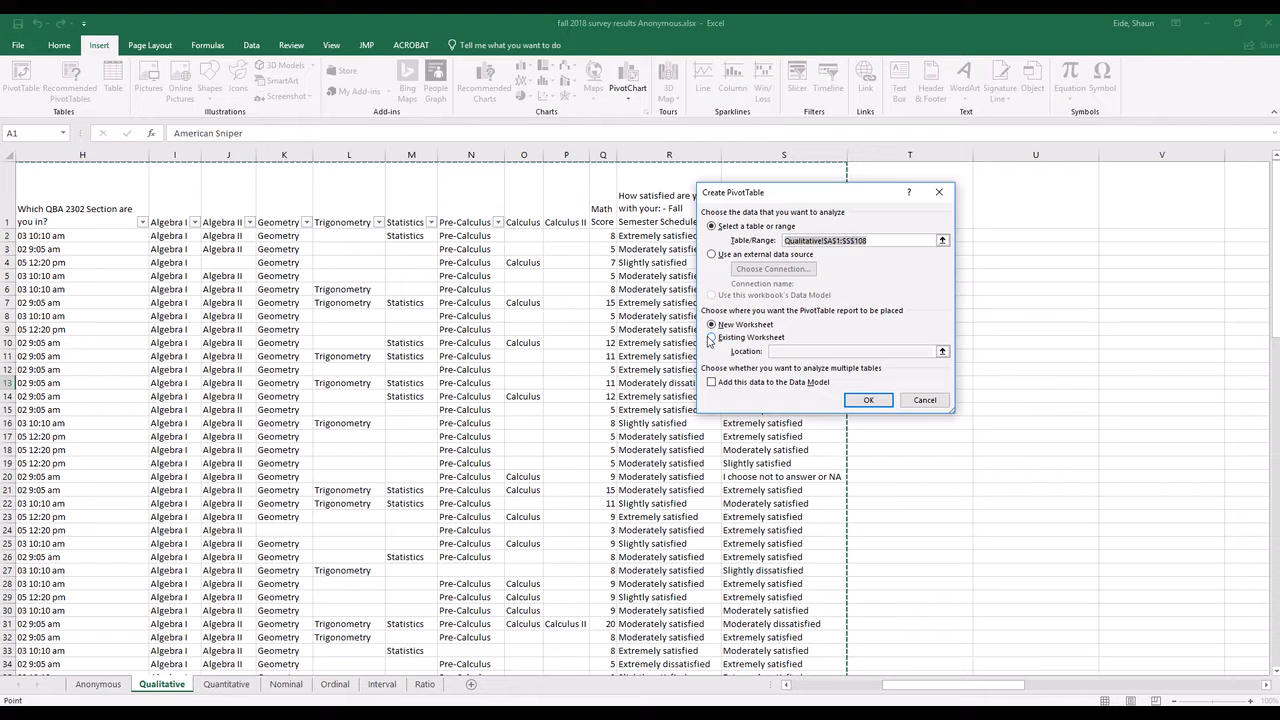 fall 2018 survey results Anonymous.xlsx - Excel
Eide, Shaun
File Home Insert Page Layout Formulas Data Review View JMP ACROBAT Tell me what you want to do Share
PivotTable Recommended PivotTables Table Pictures Online Pictures Shapes Icons 3D Models SmartArt Screenshot Store My Add-ins Bing Maps People Graph Recommended Charts Maps PivotChart 3D Map Line Column Win/Loss Slicer Timeline Link Text Box Header & Footer WordArt Signature Line Object Equation Symbol
Tables Illustrations Add-ins Charts Tours Sparklines Filters Links Text Symbols
A1 fx American Sniper
H I J K L M N O P Q R S T U V
1 Which QBA 2302 Section are you in? Algebra I Algebra II Geometry Trigonometry Statistics Pre-Calculus Calculus Calculus II Math Score How satisfied are y with your: - Fall Semester Schedule
2 03 10:10 am Algebra I Algebra II Geometry Statistics Pre-Calculus 8 Extremely satisfied
3 02 9:05 am Algebra I Algebra II Geometry Pre-Calculus 5 Moderately satisfied
4 05 12:20 pm Algebra I Geometry Pre-Calculus Calculus 7 Slightly satisfied
5 03 10:10 am Algebra I Algebra II Geometry Pre-Calculus 5 Moderately satisfied
6 03 10:10 am Algebra I Algebra II Geometry Trigonometry Pre-Calculus 8 Moderately satisfied
7 02 9:05 am Algebra I Algebra II Geometry Trigonometry Statistics Pre-Calculus Calculus 15 Extremely satisfied
8 05 12:20 pm Algebra I Algebra II Geometry Pre-Calculus 5 Moderately satisfied
9 05 12:20 pm Algebra I Algebra II Geometry Pre-Calculus 5 Moderately satisfied
10 02 9:05 am Algebra I Algebra II Geometry Statistics Pre-Calculus Calculus 12 Extremely satisfied
11 03 10:10 am Algebra I Algebra II Geometry Trigonometry Statistics Pre-Calculus 11 Extremely satisfied
12 02 9:05 am Algebra I Algebra II Geometry Pre-Calculus Calculus 12 Extremely satisfied
13 02 9:05 am Algebra I Algebra II Geometry Trigonometry Statistics Pre-Calculus 11 Moderately dissati
14 02 9:05 am Algebra I Algebra II Geometry Statistics Pre-Calculus Calculus 12 Extremely satisfied
15 02 9:05 am Algebra I Algebra II Geometry Pre-Calculus 5 Extremely satisfied
16 03 10:10 am Algebra I Algebra II Geometry Trigonometry Pre-Calculus 8 Slightly satisfied Extremely satisfied
17 05 12:20 pm Algebra I Algebra II Geometry Pre-Calculus 5 Moderately satisfied Extremely satisfied
18 05 12:20 pm Algebra I Algebra II Geometry Pre-Calculus 5 Moderately satisfied Moderately satisfied
19 02 9:05 am Algebra I Algebra II Geometry Pre-Calculus 5 Extremely satisfied Slightly satisfied
20 02 9:05 am Algebra I Algebra II Geometry Pre-Calculus Calculus 9 Moderately satisfied I choose not to answer or NA
21 02 9:05 am Algebra I Algebra II Geometry Trigonometry Statistics Pre-Calculus Calculus 15 Extremely satisfied Extremely satisfied
22 03 10:10 am Algebra I Algebra II Geometry Trigonometry Statistics Pre-Calculus 11 Slightly satisfied Moderately satisfied
23 05 12:20 pm Algebra I Algebra II Geometry Pre-Calculus Calculus 9 Extremely satisfied Extremely satisfied
24 05 12:20 pm Algebra I Algebra II Pre-Calculus 3 Moderately satisfied Extremely satisfied
25 03 10:10 am Algebra I Algebra II Geometry Pre-Calculus Calculus 9 Slightly satisfied Extremely satisfied
26 02 9:05 am Algebra I Algebra II Geometry Statistics Pre-Calculus 8 Moderately satisfied Extremely satisfied
27 03 10:10 am Algebra I Algebra II Geometry Trigonometry 8 Moderately satisfied Slightly dissatisfied
28 03 10:10 am Algebra I Algebra II Geometry Pre-Calculus Calculus 9 Extremely satisfied Extremely satisfied
29 05 12:20 pm Algebra I Algebra II Geometry Pre-Calculus Calculus 9 Slightly satisfied Extremely satisfied
30 03 10:10 am Algebra I Algebra II Geometry Pre-Calculus Calculus 9 Moderately satisfied Moderately satisfied
31 02 9:05 am Algebra I Algebra II Geometry Trigonometry Statistics Pre-Calculus Calculus Calculus II 20 Extremely satisfied Moderately dissatisfied
32 02 9:05 am Algebra I Algebra II Geometry Trigonometry Pre-Calculus 8 Moderately satisfied Extremely satisfied
33 03 10:10 am Algebra I Algebra II Geometry Statistics 8 Moderately satisfied Extremely satisfied
34 02 9:05 am Algebra I Algebra II Geometry Pre-Calculus 5 Extremely dissatisfied Extremely satisfied
Create PivotTable ?
Choose the data that you want to analyze
Select a table or range
Table/Range: Qualitative!$A$1:$S$108
Use an external data source
Choose Connection...
Connection name:
Use this workbook's Data Model
Choose where you want the PivotTable report to be placed
New Worksheet
Existing Worksheet
Location:
Choose whether you want to analyze multiple tables
Add this data to the Data Model
OK Cancel
Anonymous Qualitative Quantitative Nominal Ordinal Interval Ratio
Point
100%